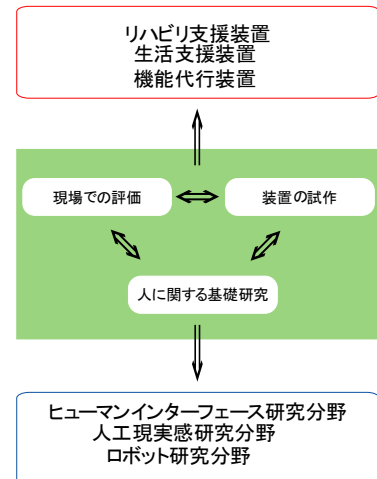 リハビリ支援装置
生活支援装置
機能代行装置
現場での評価
装置の試作
人に関する基礎研究
ヒューマンインターフェース研究分野
人工現実感研究分野
ロボット研究分野